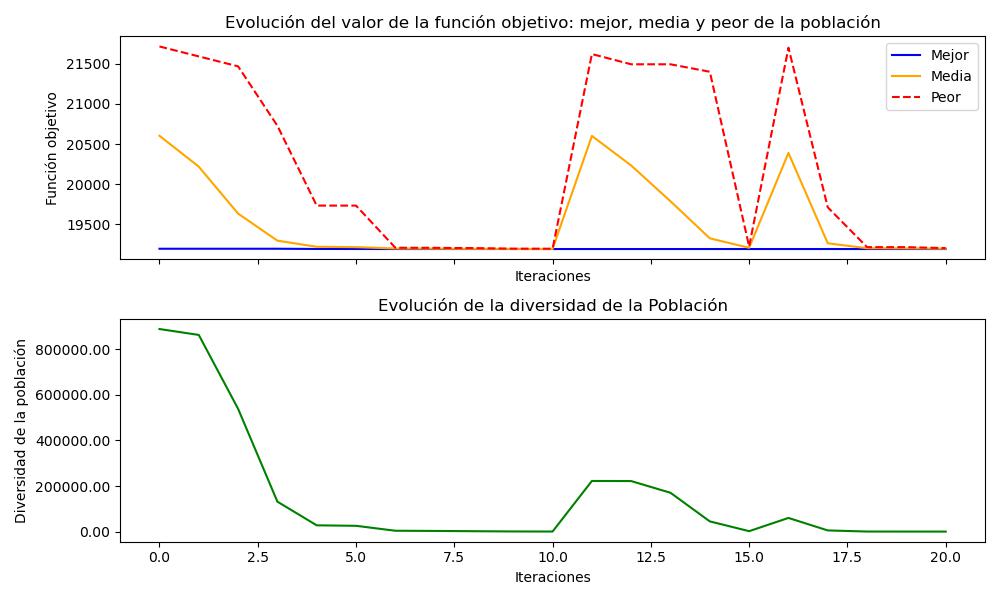 Evolución del valor de la función objetivo: mejor, media y peor de la población
Función objetivo
21500
21000
20500
20000
19500
Mejor
Media
Peor
Iteraciones
Evolución de la diversidad de la Población
Diversidad de la población
800000.00
600000.00
400000.00
200000.00
0.00
0.0 2.5 5.0 7.5 10.0 12.5 15.0 17.5 20.0
Iteraciones